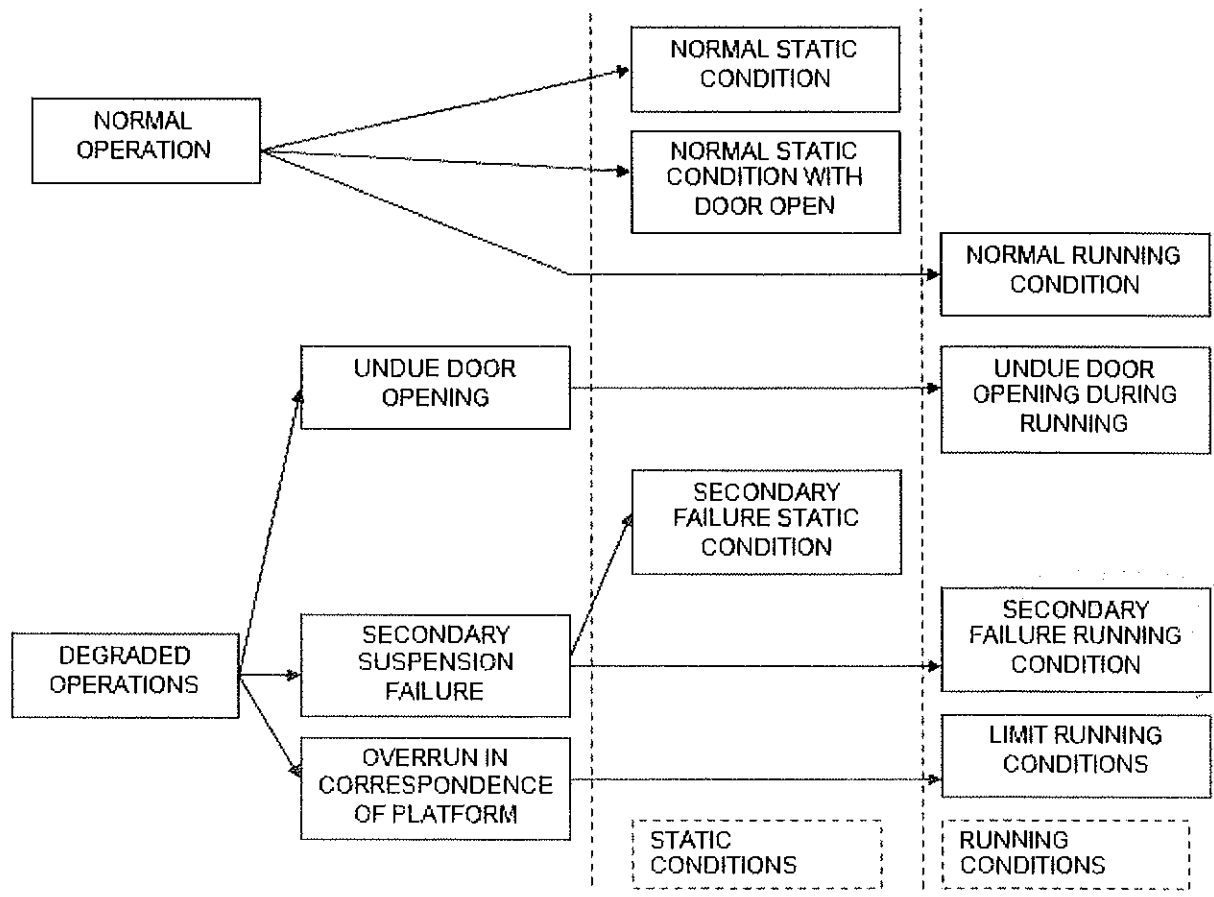 NORMAL STATIC
CONDITION
NORMAL
OPERATION
NORMAL STATIC
CONDITION WITH
DOOR OPEN
NORMAL RUNNING
CONDITION
UNDUE DOOR
OPENING
UNDUE DOOR
OPENING DURING
RUNNING
SECONDARY
FAILURE STATIC
CONDITION
DEGRADED
OPERATIONS
SECONDARY
SUSPENSION
FAILURE
SECONDARY
FAILURE RUNNING
CONDITION
OVERRUN IN
CORRESPONDENCE
OF PLATFORM
LIMIT RUNNING
CONDITIONS
STATIC
CONDITIONS
RUNNING
CONDITIONS